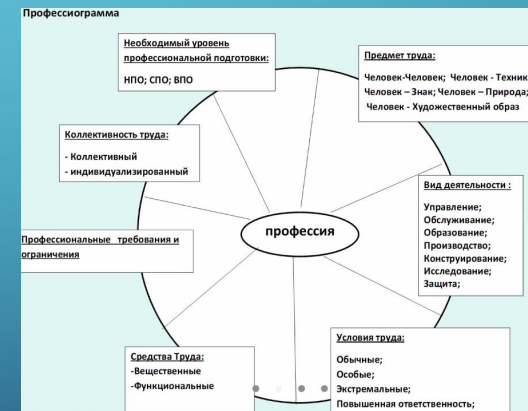 Профессиограмма
Необходимый уровень
профессиональной подготовки:
НПО; СПО; ВПО
Предмет труда:
Человек-Человек; Человек - Техник
Человек – Знак; Человек – Природа;
Человек - Художественный образ
Коллективность труда:
- Коллективный
- индивидуализированный
Вид деятельности :
Управление;
Обслуживание;
Образование;
Производство;
Конструирование;
Исследование;
Защита;
профессия
Профессиональные требования и
ограничения
Средства Труда:
-Вещественные
-Функциональные
Условия труда:
Обычные;
Особые;
Экстремальные;
Повышенная ответственность;